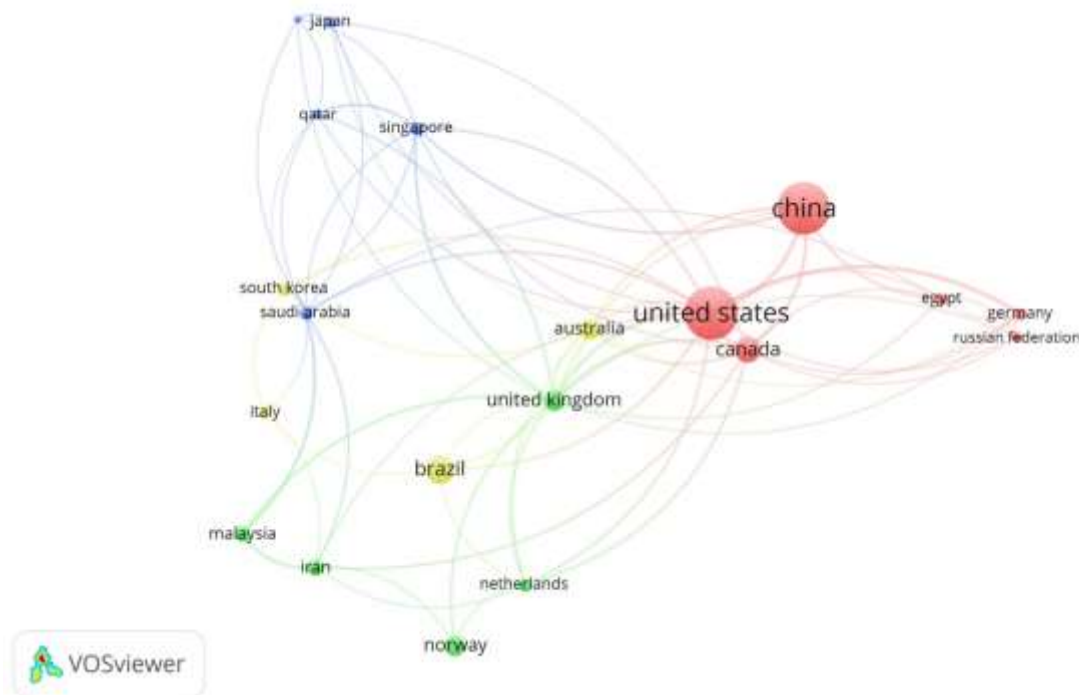 japan
qatar
singapore
china
south korea
saudi arabia
egypt
united states
germany
australia
russian federation
canada
united kingdom
italy
brazil
malaysia
iran
netherlands
norway
VOSviewer